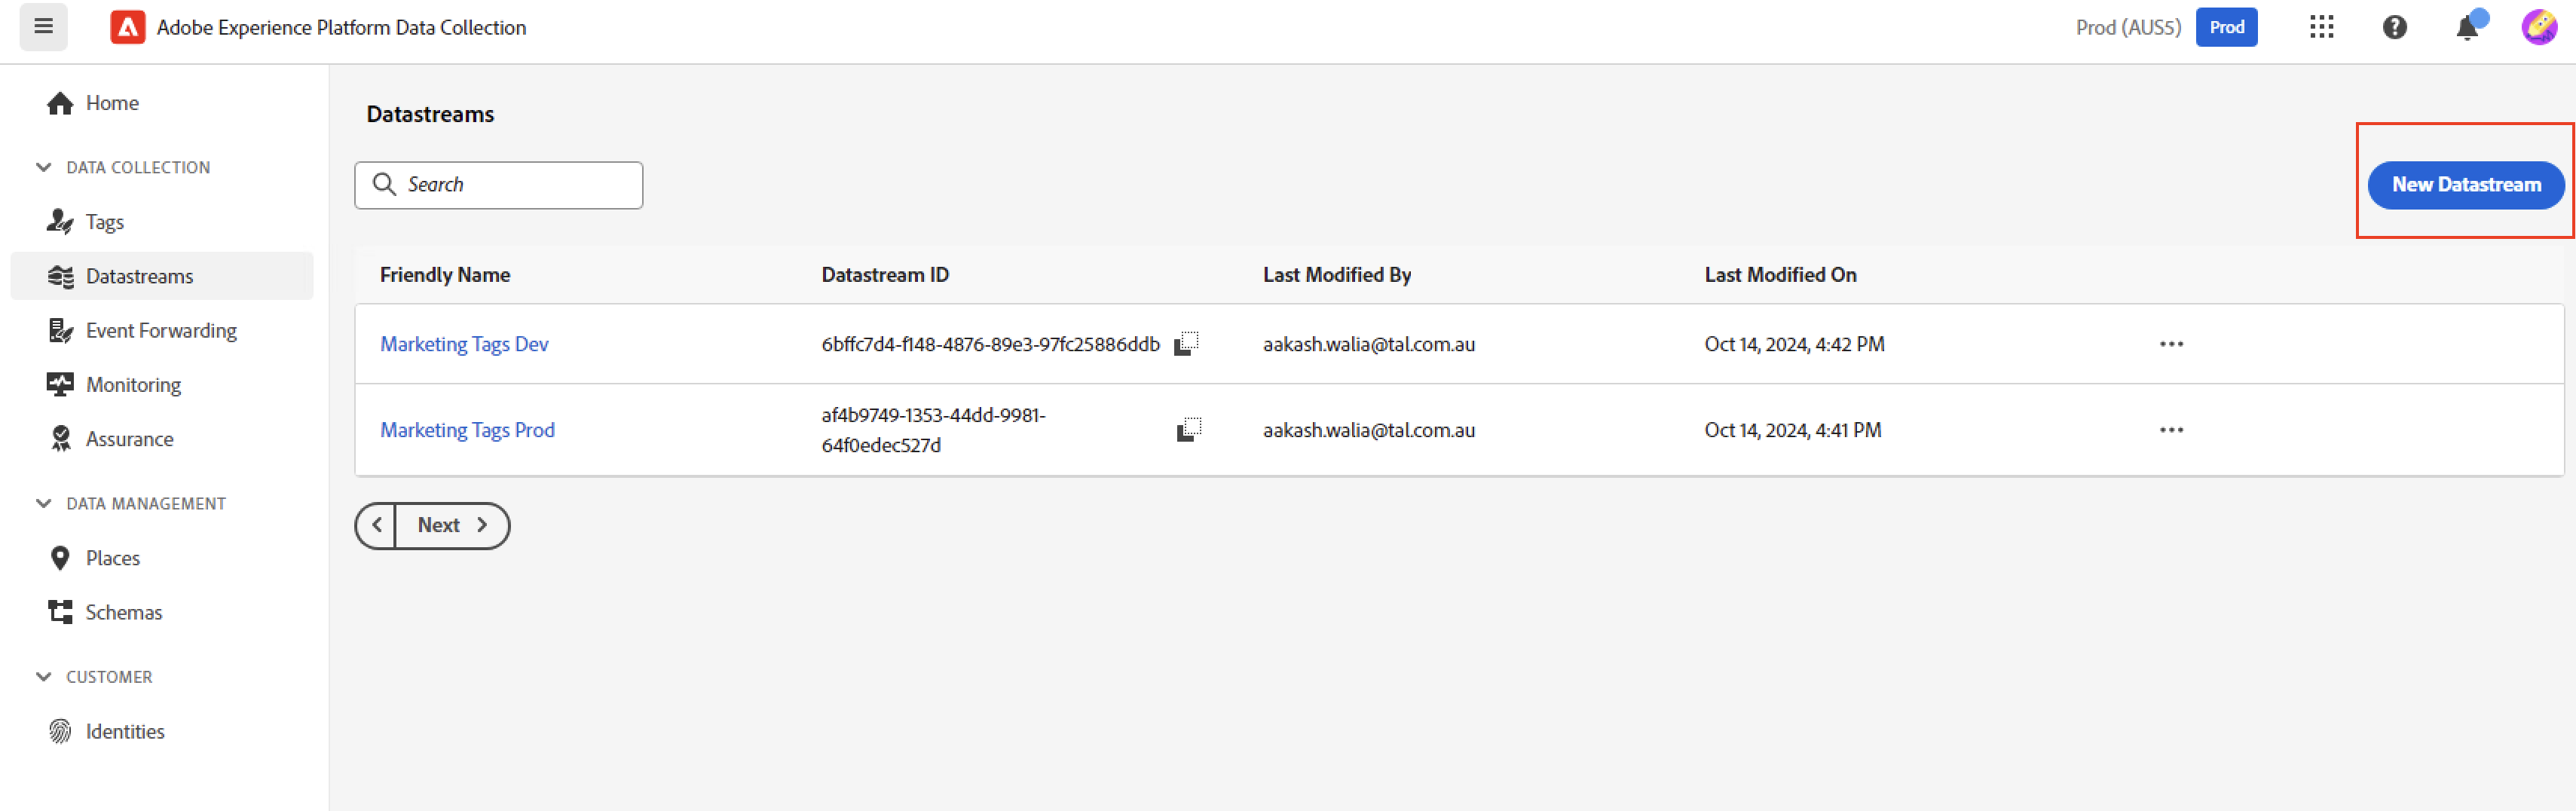 Adobe Experience Platform Data Collection
Prod (AUS5)
Prod
Home
DATA COLLECTION
Tags
Datastreams
Event Forwarding
Monitoring
Assurance
DATA MANAGEMENT
Places
Schemas
CUSTOMER
Identities
Datastreams
Search
New Datastream
Friendly Name Datastream ID Last Modified By Last Modified On
Marketing Tags Dev 6bffc7d4-f148-4876-89e3-97fc25886ddb aakash.walia@tal.com.au Oct 14, 2024, 4:42 PM
Marketing Tags Prod af4b9749-1353-44dd-9981-
64f0edec527d aakash.walia@tal.com.au Oct 14, 2024, 4:41 PM
Next